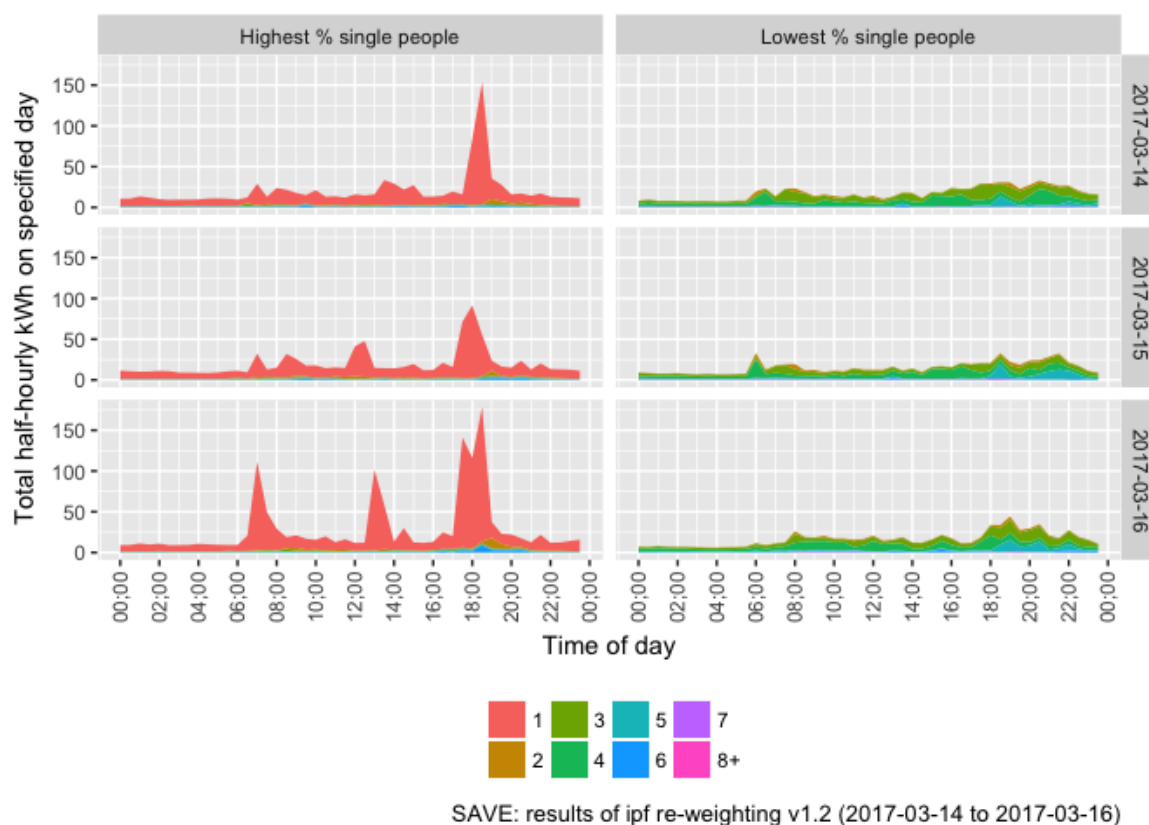 Highest % single people
Lowest % single people
Total half-hourly kWh on specified day
150
100
50
0
2017-03-14
150
100
50
0
2017-03-15
150
100
50
0
2017-03-16
00:00 02:00 04:00 06:00 08:00 10:00 12:00 14:00 16:00 18:00 20:00 22:00 00:00
00:00 02:00 04:00 06:00 08:00 10:00 12:00 14:00 16:00 18:00 20:00 22:00 00:00
Time of day
1 3 5 7
2 4 6 8+
SAVE: results of ipf re-weighting v1.2 (2017-03-14 to 2017-03-16)